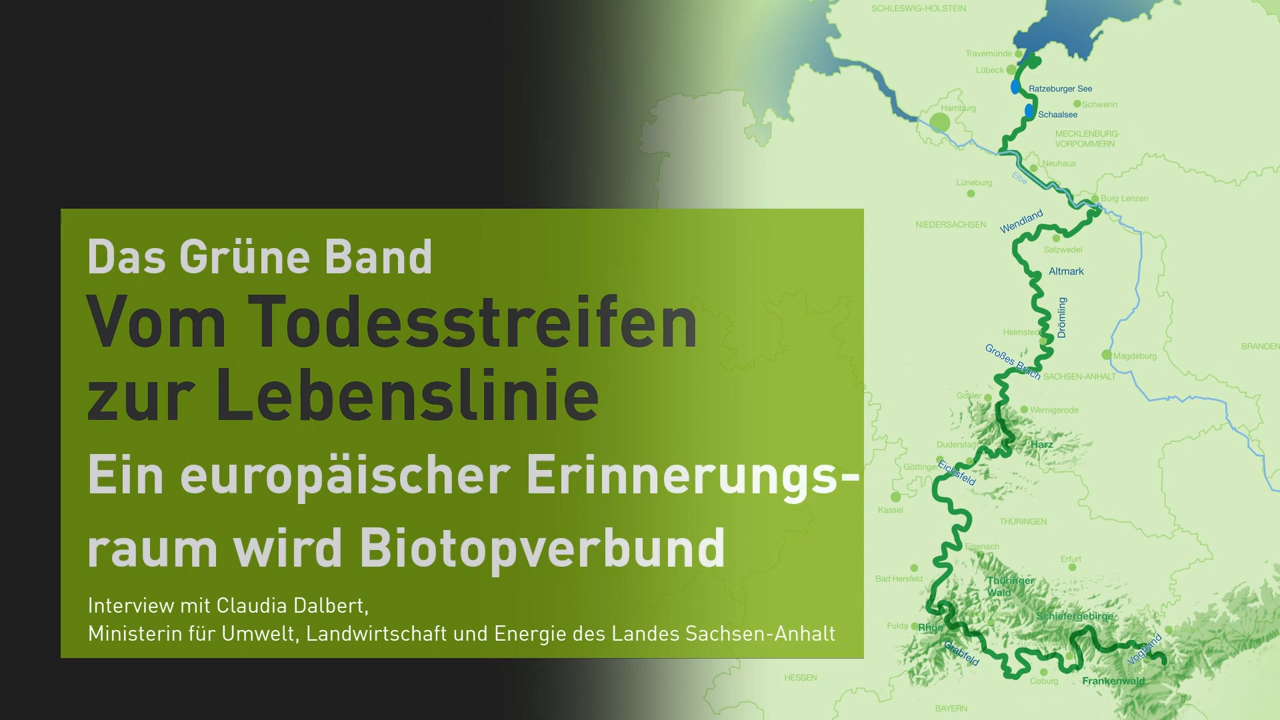 Das Grüne Band
Vom Todesstreifen
zur Lebenslinie
Ein europäischer Erinnerungs-
raum wird Biotopverbund
Interview mit Claudia Dalbert,
Ministerin für Umwelt, Landwirtschaft und Energie des Landes Sachsen-Anhalt
SCHLESWIG-HOLSTEIN
Travemünde
Lübeck
Ratzeburger See
Schwerin
Hamburg
Schaalsee
MECKLENBURG-
VORPOMMERN
Neuhaus
Elbe
Lüneburg
Burg Lenzen
NIEDERSACHSEN
Wendland
Salzwedel
Altmark
Drömling
Helmstedt
BRANDEN
Großes Bruch
Magdeburg
SACHSEN-ANHALT
Goslar
Wernigerode
Duderstadt
Harz
Göttingen
Eichsfeld
Kassel
THÜRINGEN
Eisenach
Erfurt
Bad Hersfeld
Thüringer
Wald
Schiefergebirge
Fulda
Rhön
Grabfeld
Vogtland
Coburg
Frankenwald
HESSEN
BAYERN